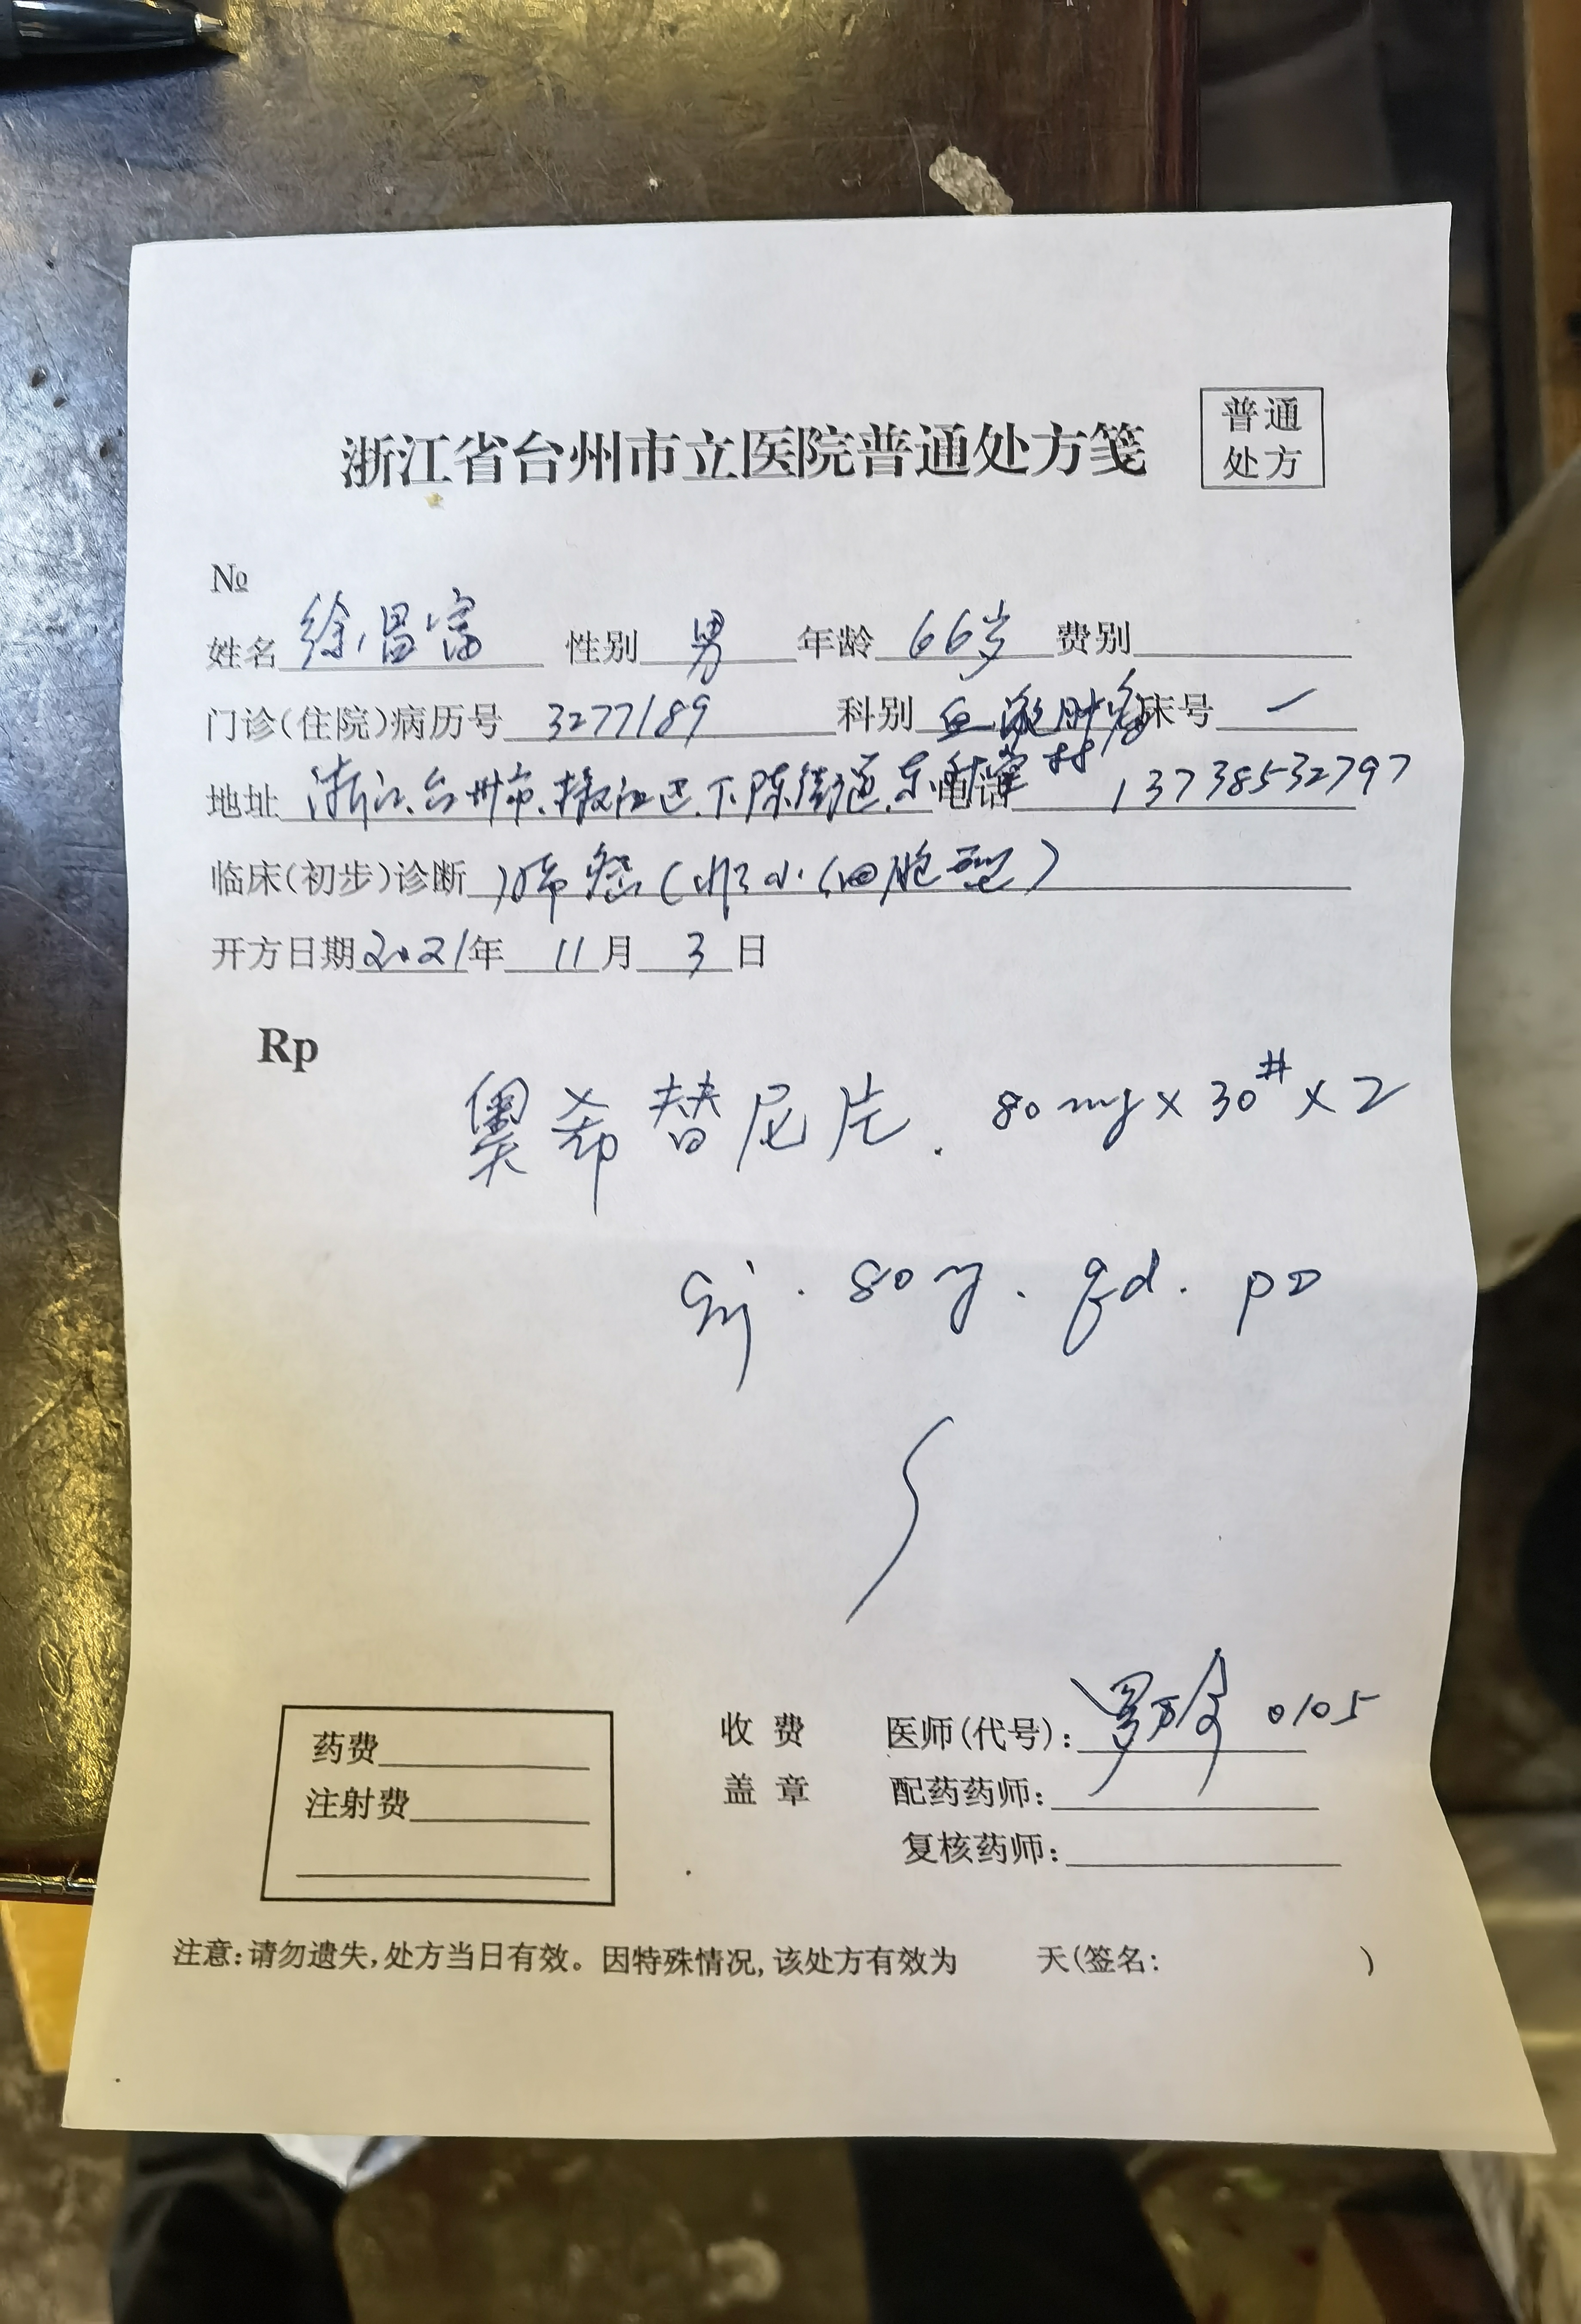 普通
处方
浙江省台州市立医院普通处方笺
№
姓名 徐昌富 性别 男 年龄 66岁 费别
门诊(住院)病历号 3277189 科别 血液肿瘤 床号 一
地址 浙江.台州市.椒江区.下陈街道.东 村 电话 13738532797
临床(初步)诊断 肺癌(非小细胞型)
开方日期 2021年 11月 3日
Rp
奥希替尼片. 80mg×30#×2
80mg. qd. po
药费
注射费
收费
盖章
医师(代号): 0105
配药药师:
复核药师:
注意:请勿遗失,处方当日有效。因特殊情况,该处方有效为 天(签名: )